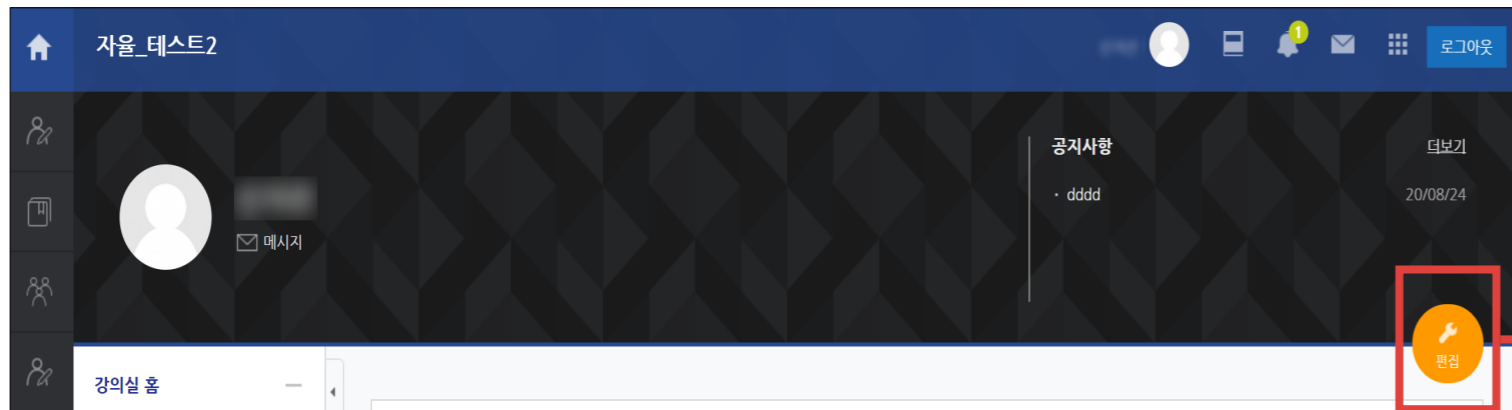 자율_테스트2
1
로그아웃
공지사항
더보기
· dddd
20/08/24
메시지
편집
강의실 홈